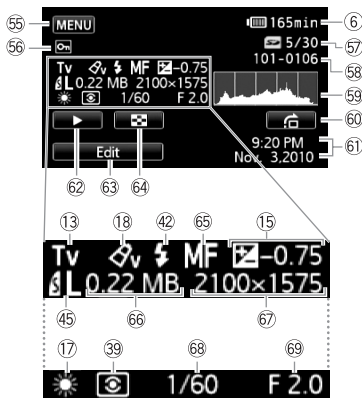 55 MENU 165min 6
56 5/30 57
101-0106 58
Tv v MF -0.75
L 0.22 MB 2100×1575 59
1/60 F 2.0 60
9:20 PM 61
Edit Nov. 3,2010
62 63 64
13 18 42 65 15
Tv v MF -0.75
L 0.22 MB 2100×1575
45 66 67
17 39 68 69
1/60 F 2.0